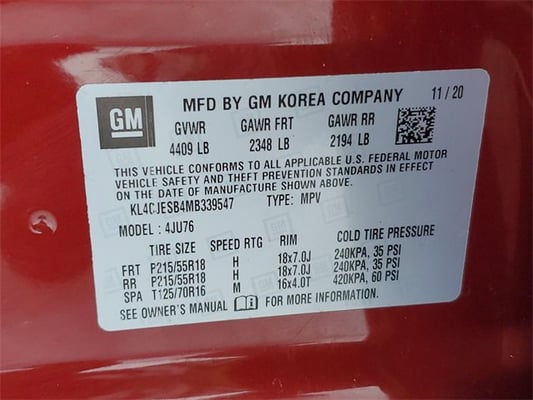 GM
MFD BY GM KOREA COMPANY 11/20
GVWR GAWR FRT GAWR RR
4409 LB 2348 LB 2194 LB
THIS VEHICLE CONFORMS TO ALL APPLICABLE U.S. FEDERAL MOTOR
VEHICLE SAFETY AND THEFT PREVENTION STANDARDS IN EFFECT
ON THE DATE OF MANUFACTURE SHOWN ABOVE.
KL4CJESB4MB339547 TYPE: MPV
MODEL: 4JU76
TIRE SIZE SPEED RTG RIM COLD TIRE PRESSURE
FRT P215/55R18 H 18x7.0J 240KPA, 35 PSI
RR P215/55R18 H 18x7.0J 240KPA, 35 PSI
SPA T125/70R16 M 16x4.0T 420KPA, 60 PSI
SEE OWNER'S MANUAL FOR MORE INFORMATION.